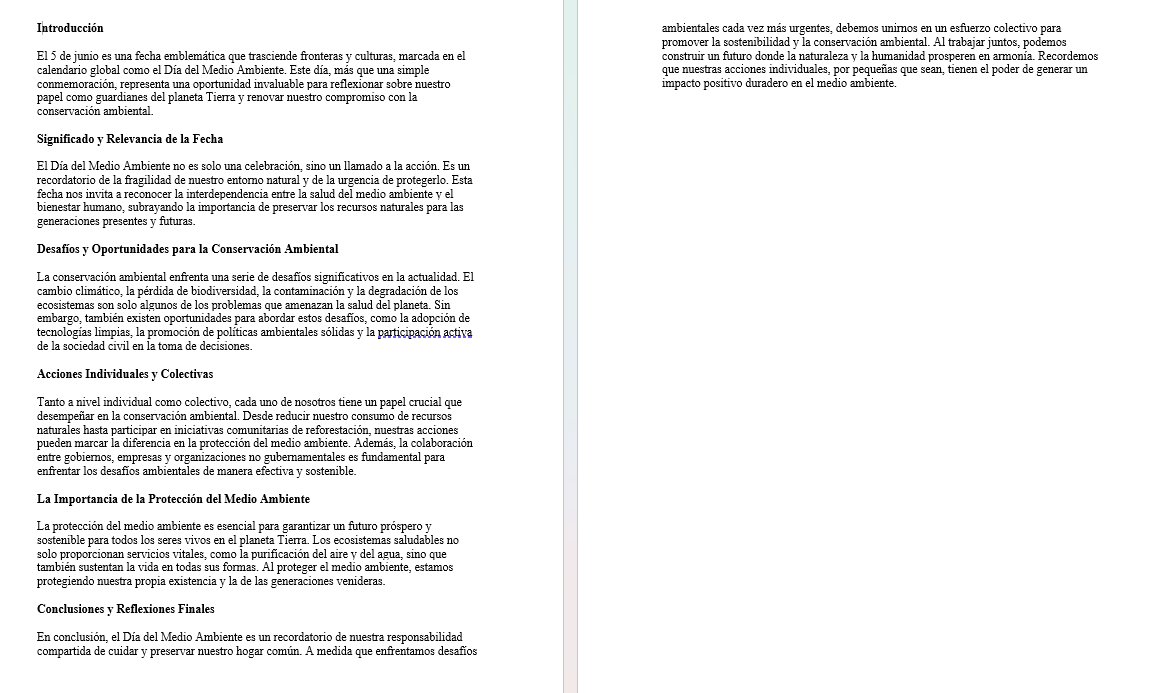 Introducción
El 5 de junio es una fecha emblemática que trasciende fronteras y culturas, marcada en el
calendario global como el Día del Medio Ambiente. Este día, más que una simple
conmemoración, representa una oportunidad invaluable para reflexionar sobre nuestro
papel como guardianes del planeta Tierra y renovar nuestro compromiso con la
conservación ambiental.
Significado y Relevancia de la Fecha
El Día del Medio Ambiente no es solo una celebración, sino un llamado a la acción. Es un
recordatorio de la fragilidad de nuestro entorno natural y de la urgencia de protegerlo. Esta
fecha nos invita a reconocer la interdependencia entre la salud del medio ambiente y el
bienestar humano, subrayando la importancia de preservar los recursos naturales para las
generaciones presentes y futuras.
Desafíos y Oportunidades para la Conservación Ambiental
La conservación ambiental enfrenta una serie de desafíos significativos en la actualidad. El
cambio climático, la pérdida de biodiversidad, la contaminación y la degradación de los
ecosistemas son solo algunos de los problemas que amenazan la salud del planeta. Sin
embargo, también existen oportunidades para abordar estos desafíos, como la adopción de
tecnologías limpias, la promoción de políticas ambientales sólidas y la participación activa
de la sociedad civil en la toma de decisiones.
Acciones Individuales y Colectivas
Tanto a nivel individual como colectivo, cada uno de nosotros tiene un papel crucial que
desempeñar en la conservación ambiental. Desde reducir nuestro consumo de recursos
naturales hasta participar en iniciativas comunitarias de reforestación, nuestras acciones
pueden marcar la diferencia en la protección del medio ambiente. Además, la colaboración
entre gobiernos, empresas y organizaciones no gubernamentales es fundamental para
enfrentar los desafíos ambientales de manera efectiva y sostenible.
La Importancia de la Protección del Medio Ambiente
La protección del medio ambiente es esencial para garantizar un futuro próspero y
sostenible para todos los seres vivos en el planeta Tierra. Los ecosistemas saludables no
solo proporcionan servicios vitales, como la purificación del aire y del agua, sino que
también sustentan la vida en todas sus formas. Al proteger el medio ambiente, estamos
protegiendo nuestra propia existencia y la de las generaciones venideras.
Conclusiones y Reflexiones Finales
En conclusión, el Día del Medio Ambiente es un recordatorio de nuestra responsabilidad
compartida de cuidar y preservar nuestro hogar común. A medida que enfrentamos desafíos
ambientales cada vez más urgentes, debemos unirnos en un esfuerzo colectivo para
promover la sostenibilidad y la conservación ambiental. Al trabajar juntos, podemos
construir un futuro donde la naturaleza y la humanidad prosperen en armonía. Recordemos
que nuestras acciones individuales, por pequeñas que sean, tienen el poder de generar un
impacto positivo duradero en el medio ambiente.